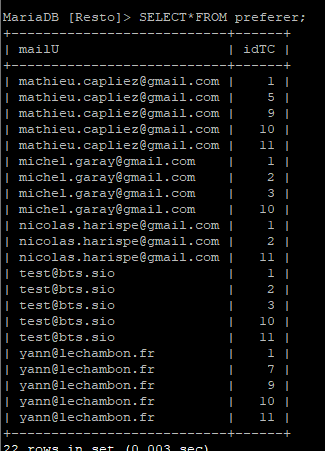 MariaDB [Resto]> SELECT*FROM preferer;
+---------------------------+------+
| mailU                     | idTC |
+---------------------------+------+
| mathieu.capliez@gmail.com |    1 |
| mathieu.capliez@gmail.com |    5 |
| mathieu.capliez@gmail.com |    9 |
| mathieu.capliez@gmail.com |   10 |
| mathieu.capliez@gmail.com |   11 |
| michel.garay@gmail.com    |    1 |
| michel.garay@gmail.com    |    2 |
| michel.garay@gmail.com    |    3 |
| michel.garay@gmail.com    |   10 |
| nicolas.harispe@gmail.com |    1 |
| nicolas.harispe@gmail.com |    2 |
| nicolas.harispe@gmail.com |   11 |
| test@bts.sio              |    1 |
| test@bts.sio              |    2 |
| test@bts.sio              |    3 |
| test@bts.sio              |   10 |
| test@bts.sio              |   11 |
| yann@lechambon.fr         |    1 |
| yann@lechambon.fr         |    7 |
| yann@lechambon.fr         |    9 |
| yann@lechambon.fr         |   10 |
| yann@lechambon.fr         |   11 |
+---------------------------+------+
22 rows in set (0.003 sec)